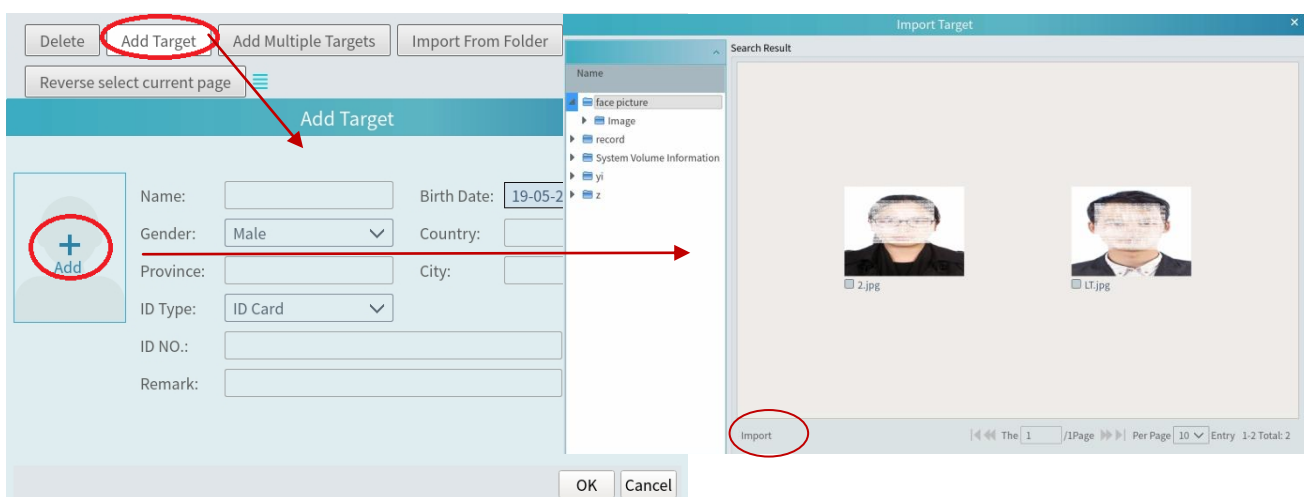 Delete Add Target Add Multiple Targets Import From Folder
Reverse select current page
Add Target
Name: Birth Date: 19-05-2
Gender: Male Country:
Add
Province: City:
ID Type: ID Card
ID NO.:
Remark:
OK Cancel
Import Target ×
Search Result
Name
face picture
Image
record
System Volume Information
yi
z
2.jpg LT.jpg
Import The 1 /1Page Per Page 10 Entry 1-2 Total: 2